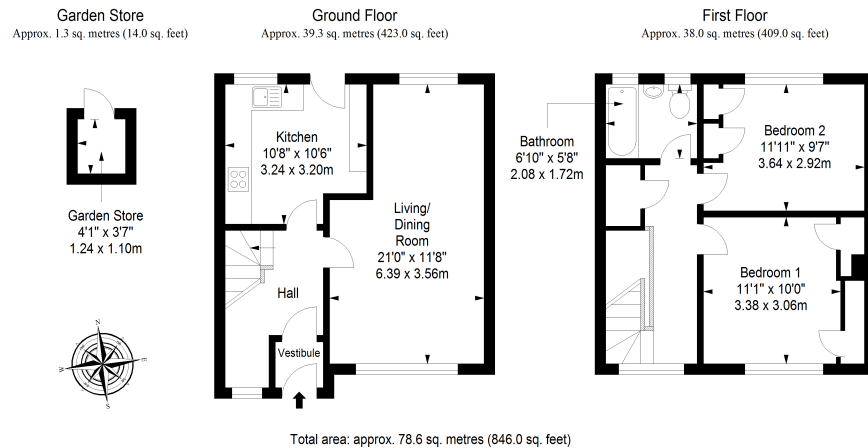 Garden Store
Approx. 1.3 sq. metres (14.0 sq. feet)
Ground Floor
Approx. 39.3 sq. metres (423.0 sq. feet)
First Floor
Approx. 38.0 sq. metres (409.0 sq. feet)
Kitchen
10'8" x 10'6"
3.24 x 3.20m
Bathroom
6'10" x 5'8"
2.08 x 1.72m
Bedroom 2
11'11" x 9'7"
3.64 x 2.92m
Garden Store
4'1" x 3'7"
1.24 x 1.10m
Living/
Dining
Room
21'0" x 11'8"
6.39 x 3.56m
Hall
Bedroom 1
11'1" x 10'0"
3.38 x 3.06m
Vestibule
N
E
S
W
Total area: approx. 78.6 sq. metres (846.0 sq. feet)